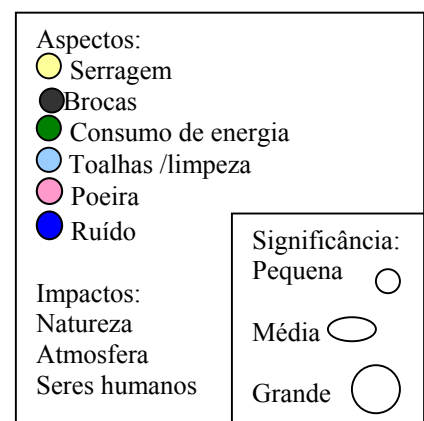 Aspectos:
Serragem
Brocas
Consumo de energia
Toalhas /limpeza
Poeira
Ruído
Impactos:
Natureza
Atmosfera
Seres humanos
Significância:
Pequena
Média
Grande